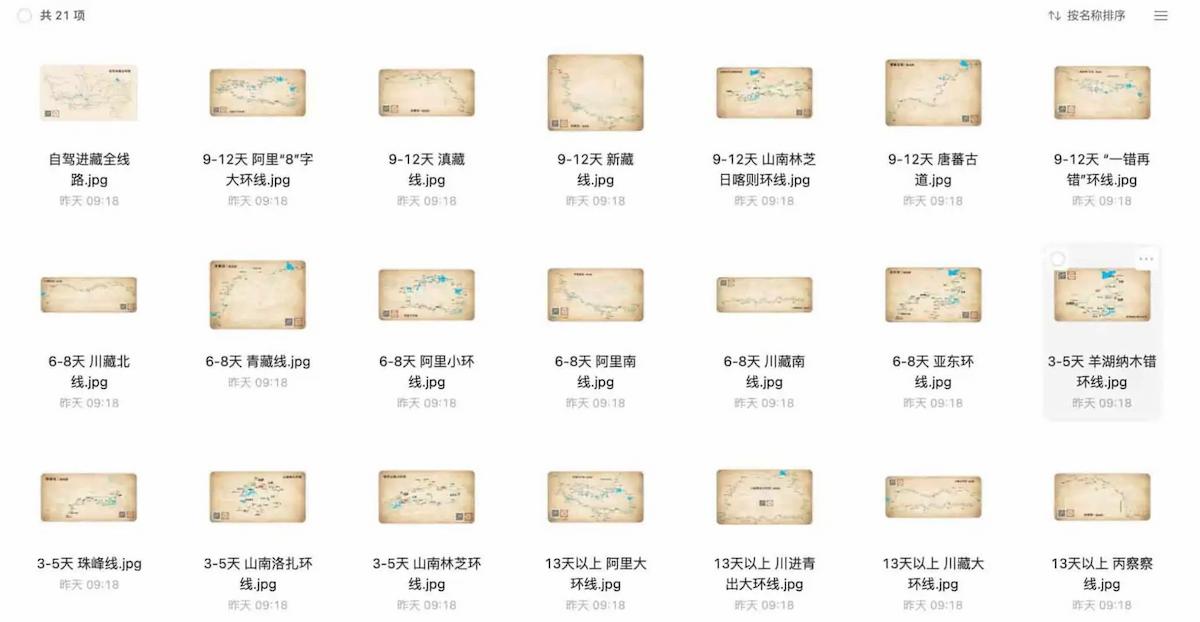 共 21 项
按名称排序
自驾进藏全线
路.jpg
昨天 09:18
9-12天 阿里“8”字
大环线.jpg
昨天 09:18
9-12天 滇藏
线.jpg
昨天 09:18
9-12天 新藏
线.jpg
昨天 09:18
9-12天 山南林芝
日喀则环线.jpg
昨天 09:18
9-12天 唐蕃古
道.jpg
昨天 09:18
9-12天 “一错再
错”环线.jpg
昨天 09:18
6-8天 川藏北
线.jpg
昨天 09:18
6-8天 青藏线.jpg
昨天 09:18
6-8天 阿里小环
线.jpg
昨天 09:18
6-8天 阿里南
线.jpg
昨天 09:18
6-8天 川藏南
线.jpg
昨天 09:18
6-8天 亚东环
线.jpg
昨天 09:18
3-5天 羊湖纳木错
环线.jpg
昨天 09:18
3-5天 珠峰线.jpg
昨天 09:18
3-5天 山南洛扎环
线.jpg
昨天 09:18
3-5天 山南林芝环
线.jpg
昨天 09:18
13天以上 阿里大
环线.jpg
昨天 09:18
13天以上 川进青
出大环线.jpg
昨天 09:18
13天以上 川藏大
环线.jpg
昨天 09:18
13天以上 丙察察
线.jpg
昨天 09:18